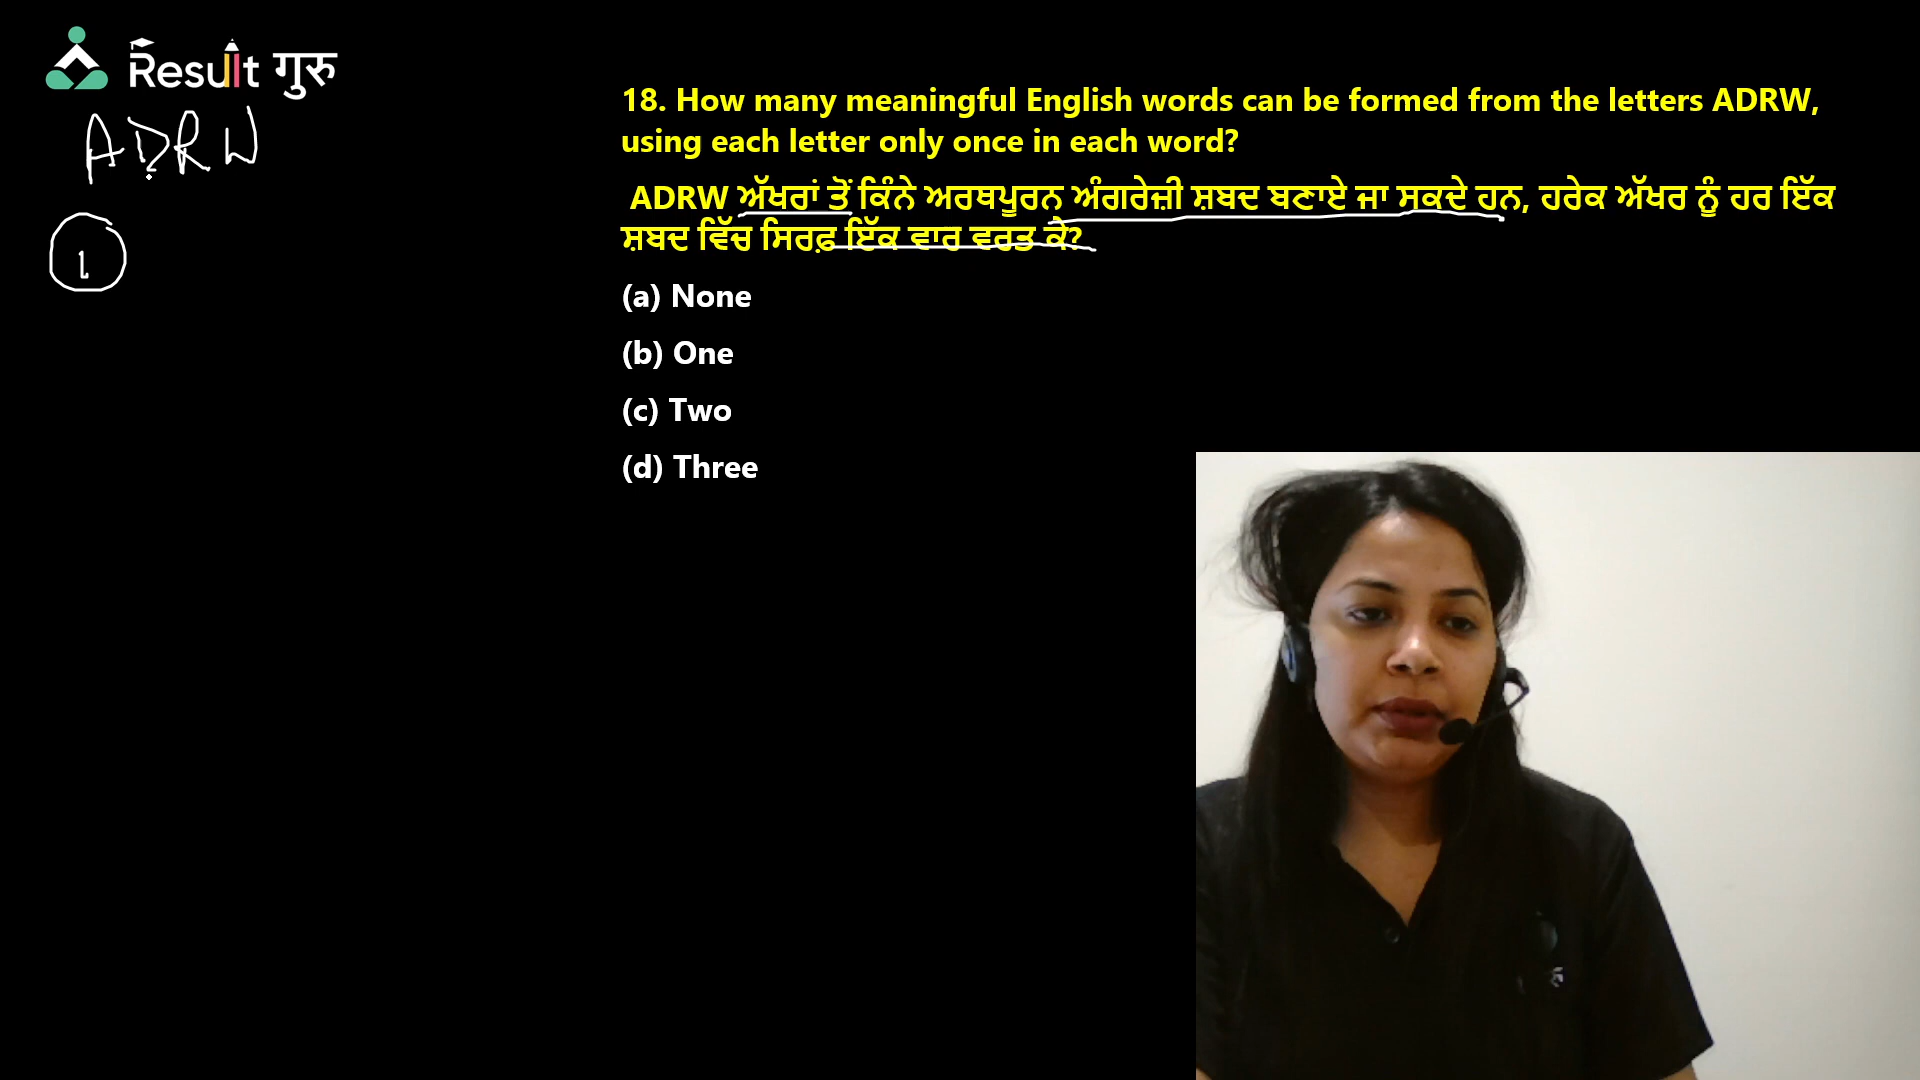 Result गुरु
ADRW
1
18. How many meaningful English words can be formed from the letters ADRW,
using each letter only once in each word?
ADRW ਅੱਖਰਾਂ ਤੋਂ ਕਿੰਨੇ ਅਰਥਪੂਰਨ ਅੰਗਰੇਜ਼ੀ ਸ਼ਬਦ ਬਣਾਏ ਜਾ ਸਕਦੇ ਹਨ, ਹਰੇਕ ਅੱਖਰ ਨੂੰ ਹਰ ਇੱਕ
ਸ਼ਬਦ ਵਿੱਚ ਸਿਰਫ਼ ਇੱਕ ਵਾਰ ਵਰਤ ਕੇ?
(a) None
(b) One
(c) Two
(d) Three